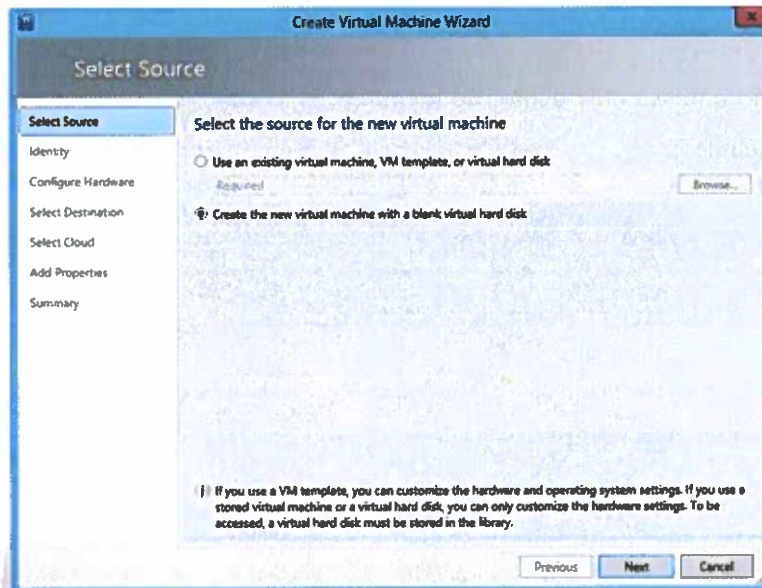 Create Virtual Machine Wizard
Select Source
Select Source
Identity
Configure Hardware
Select Destination
Select Cloud
Add Properties
Summary
Select the source for the new virtual machine
Use an existing virtual machine, VM template, or virtual hard disk
Required
Browse...
Create the new virtual machine with a blank virtual hard disk
If you use a VM template, you can customize the hardware and operating system settings. If you use a
stored virtual machine or a virtual hard disk, you can only customize the hardware settings. To be
accessed, a virtual hard disk must be stored in the library.
Previous
Next
Cancel